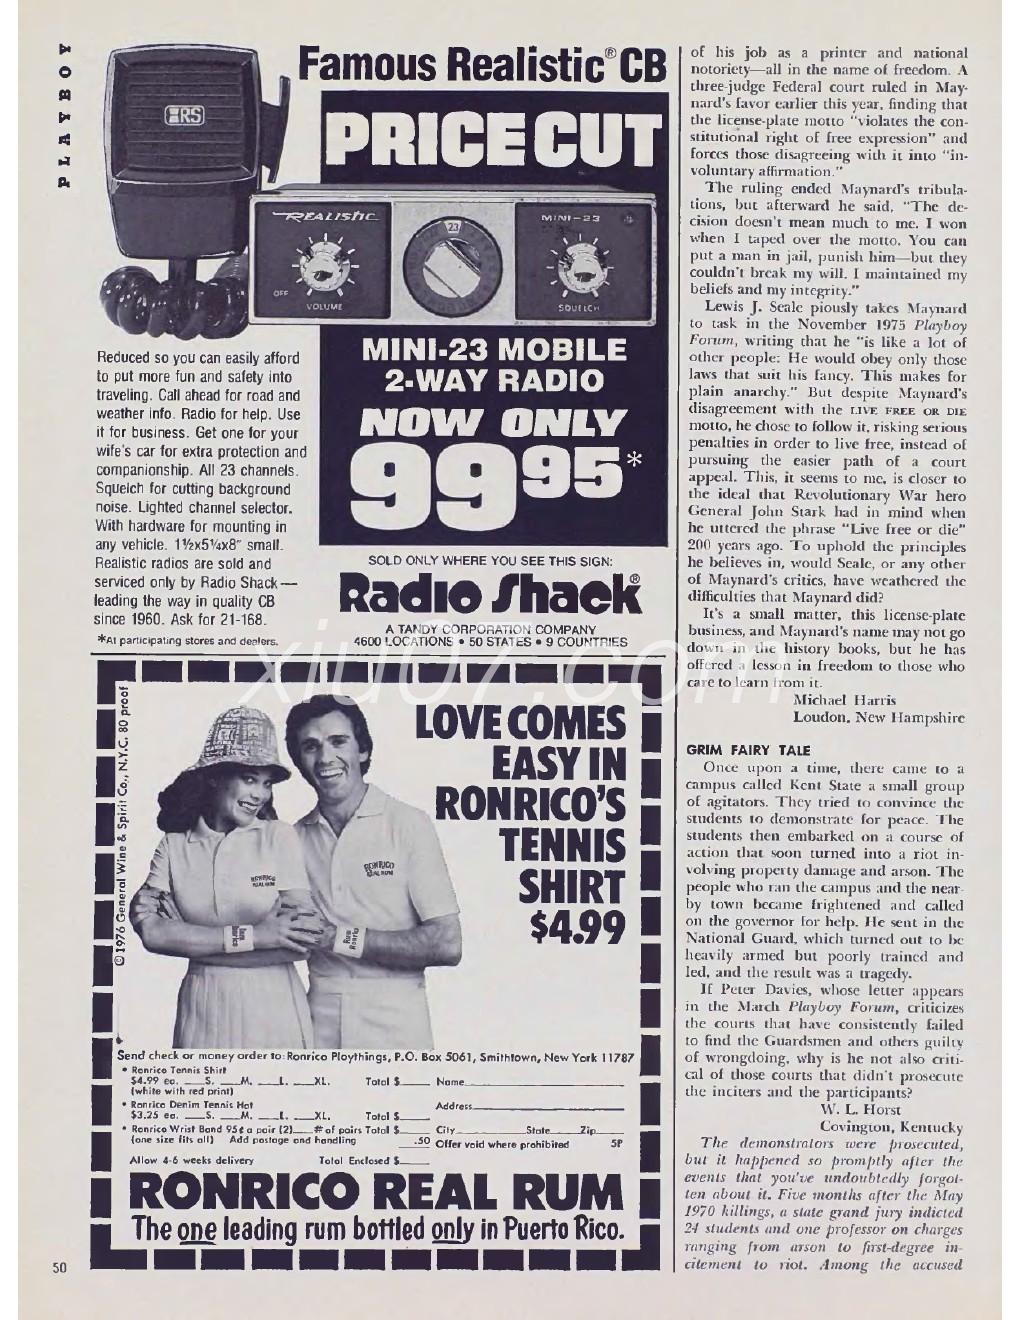 PLAYBOY
Famous Realistic® CB
PRICE CUT
RS
REALISTIC
MINI-23
23
OFF
VOLUME
SQUELCH
MINI-23 MOBILE
2-WAY RADIO
NOW ONLY
99 95*
Reduced so you can easily afford
to put more fun and safety into
traveling. Call ahead for road and
weather info. Radio for help. Use
it for business. Get one for your
wife's car for extra protection and
companionship. All 23 channels.
Squelch for cutting background
noise. Lighted channel selector.
With hardware for mounting in
any vehicle. 1½x5¼x8" small.
Realistic radios are sold and
serviced only by Radio Shack —
leading the way in quality CB
since 1960. Ask for 21-168.
*At participating stores and dealers.
SOLD ONLY WHERE YOU SEE THIS SIGN:
Radio Shack®
A TANDY CORPORATION COMPANY
4600 LOCATIONS • 50 STATES • 9 COUNTRIES
xiu07.com
© 1976 General Wine & Spirit Co., N.Y.C. 80 proof
LOVE COMES
EASY IN
RONRICO'S
TENNIS
SHIRT
$4.99
RONRICO
REAL RUM
RONRICO
REAL RUM
Rum
Ronrico
Rum
Ronrico
Send check or money order to: Ronrico Ploythings, P.O. Box 5061, Smithtown, New York 11787
• Ronrico Tennis Shirt
$4.99 ea. ___S. ___M. ___L. ___XL. Total $____ Name____
(white with red print)
• Ronrico Denim Tennis Hat Address____
$3.25 ea. ___S. ___M. ___L. ___XL. Total $____
• Ronrico Wrist Band 95¢ a pair (2)___# of pairs Total $____ City____State____Zip____
(one size fits all) Add postage and handling .50 Offer void where prohibited 5P
Allow 4-6 weeks delivery Total Enclosed $____
RONRICO REAL RUM
The one leading rum bottled only in Puerto Rico.
50
of his job as a printer and national
notoriety—all in the name of freedom. A
three-judge Federal court ruled in May-
nard's favor earlier this year, finding that
the license-plate motto "violates the con-
stitutional right of free expression" and
forces those disagreeing with it into "in-
voluntary affirmation."
The ruling ended Maynard's tribula-
tions, but afterward he said, "The de-
cision doesn't mean much to me. I won
when I taped over the motto. You can
put a man in jail, punish him—but they
couldn't break my will. I maintained my
beliefs and my integrity."
Lewis J. Seale piously takes Maynard
to task in the November 1975 Playboy
Forum, writing that he "is like a lot of
other people: He would obey only those
laws that suit his fancy. This makes for
plain anarchy." But despite Maynard's
disagreement with the LIVE FREE OR DIE
motto, he chose to follow it, risking serious
penalties in order to live free, instead of
pursuing the easier path of a court
appeal. This, it seems to me, is closer to
the ideal that Revolutionary War hero
General John Stark had in mind when
he uttered the phrase "Live free or die"
200 years ago. To uphold the principles
he believes in, would Seale, or any other
of Maynard's critics, have weathered the
difficulties that Maynard did?
It's a small matter, this license-plate
business, and Maynard's name may not go
down in the history books, but he has
offered a lesson in freedom to those who
care to learn from it.
Michael Harris
Loudon, New Hampshire
GRIM FAIRY TALE
Once upon a time, there came to a
campus called Kent State a small group
of agitators. They tried to convince the
students to demonstrate for peace. The
students then embarked on a course of
action that soon turned into a riot in-
volving property damage and arson. The
people who ran the campus and the near-
by town became frightened and called
on the governor for help. He sent in the
National Guard, which turned out to be
heavily armed but poorly trained and
led, and the result was a tragedy.
If Peter Davies, whose letter appears
in the March Playboy Forum, criticizes
the courts that have consistently failed
to find the Guardsmen and others guilty
of wrongdoing, why is he not also criti-
cal of those courts that didn't prosecute
the inciters and the participants?
W. L. Horst
Covington, Kentucky
The demonstrators were prosecuted,
but it happened so promptly after the
events that you've undoubtedly forgot-
ten about it. Five months after the May
1970 killings, a state grand jury indicted
24 students and one professor on charges
ranging from arson to first-degree in-
citement to riot. Among the accused